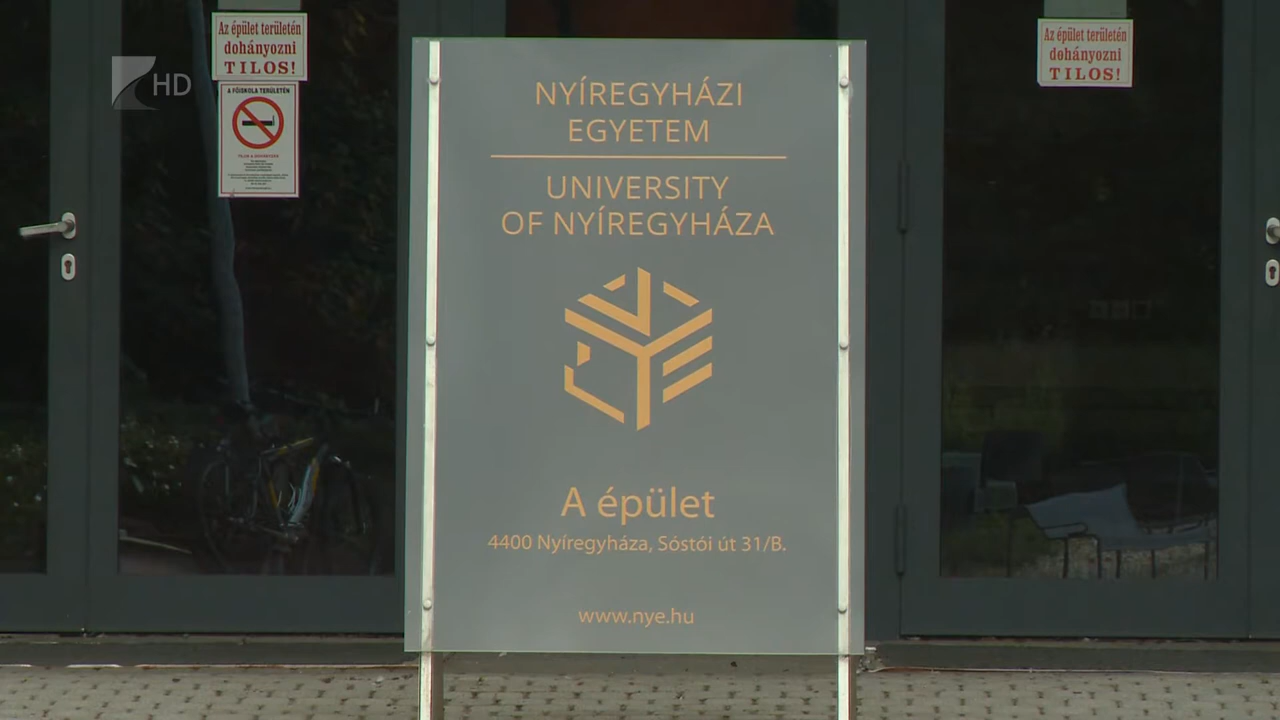 Az épület területén
dohányozni
TILOS!
HD
A FŐISKOLA TERÜLETÉN
NYÍREGYHÁZI
EGYETEM
UNIVERSITY
OF NYÍREGYHÁZA
A épület
4400 Nyíregyháza, Sóstói út 31/B.
www.nye.hu
Az épület területén
dohányozni
TILOS!